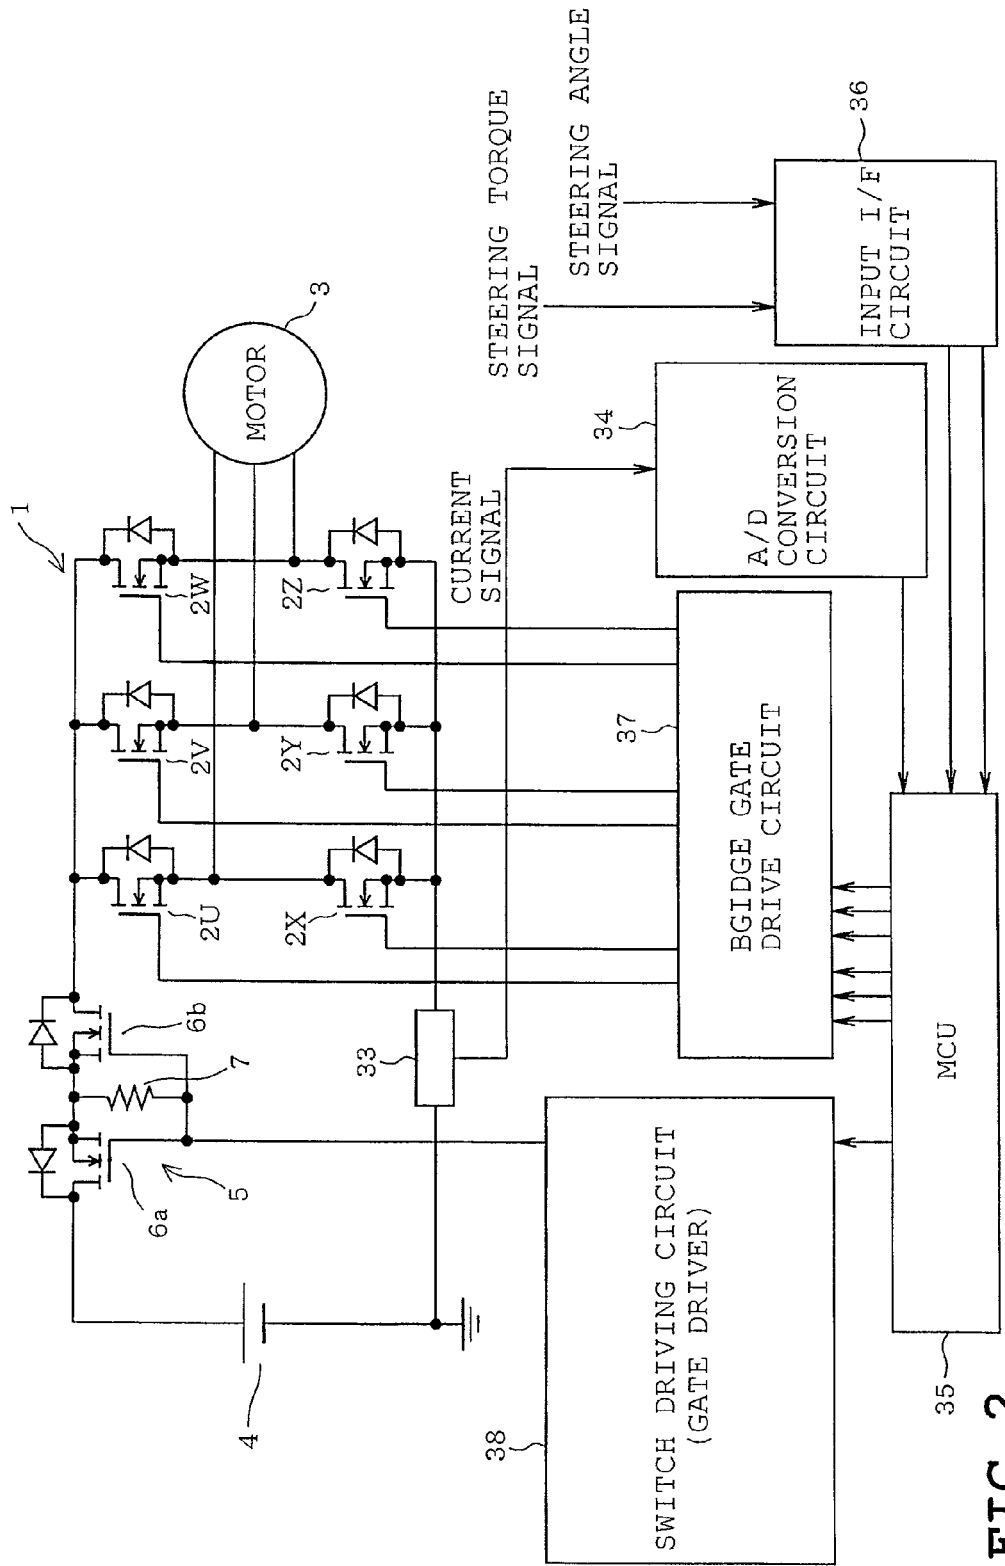 1
3
MOTOR
2W
2V
2U
2Z
2Y
2X
6b
7
6a
5
4
33
CURRENT
SIGNAL
STEERING TORQUE
SIGNAL
STEERING ANGLE
SIGNAL
34
A/D
CONVERSION
CIRCUIT
36
INPUT I/F
CIRCUIT
37
BGIDGE GATE
DRIVE CIRCUIT
38
SWITCH DRIVING CIRCUIT
(GATE DRIVER)
MCU
35
FIG. 2